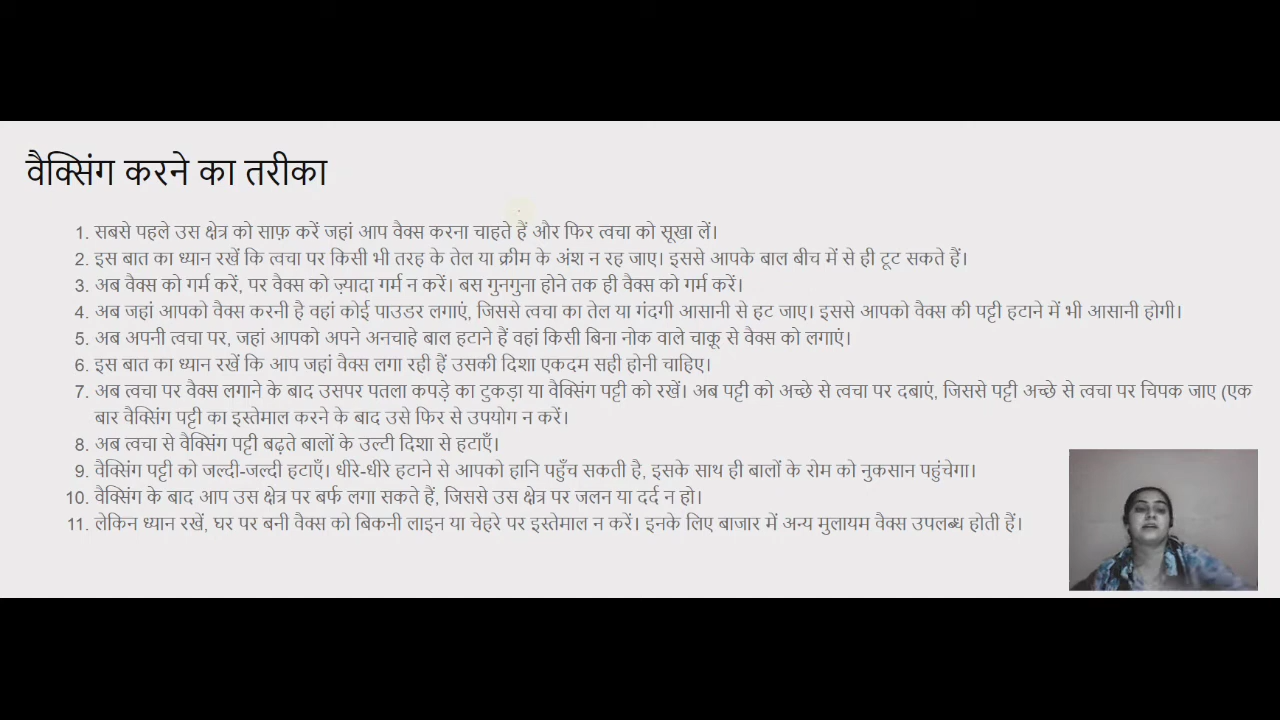 वैक्सिंग करने का तरीका
1. सबसे पहले उस क्षेत्र को साफ़ करें जहां आप वैक्स करना चाहते हैं और फिर त्वचा को सूखा लें।
2. इस बात का ध्यान रखें कि त्वचा पर किसी भी तरह के तेल या क्रीम के अंश न रह जाए। इससे आपके बाल बीच में से ही टूट सकते हैं।
3. अब वैक्स को गर्म करें, पर वैक्स को ज़्यादा गर्म न करें। बस गुनगुना होने तक ही वैक्स को गर्म करें।
4. अब जहां आपको वैक्स करनी है वहां कोई पाउडर लगाएं, जिससे त्वचा का तेल या गंदगी आसानी से हट जाए। इससे आपको वैक्स की पट्टी हटाने में भी आसानी होगी।
5. अब अपनी त्वचा पर, जहां आपको अपने अनचाहे बाल हटाने हैं वहां किसी बिना नोक वाले चाकू से वैक्स को लगाएं।
6. इस बात का ध्यान रखें कि आप जहां वैक्स लगा रही हैं उसकी दिशा एकदम सही होनी चाहिए।
7. अब त्वचा पर वैक्स लगाने के बाद उसपर पतला कपड़े का टुकड़ा या वैक्सिंग पट्टी को रखें। अब पट्टी को अच्छे से त्वचा पर दबाएं, जिससे पट्टी अच्छे से त्वचा पर चिपक जाए (एक
बार वैक्सिंग पट्टी का इस्तेमाल करने के बाद उसे फिर से उपयोग न करें।
8. अब त्वचा से वैक्सिंग पट्टी बढ़ते बालों के उल्टी दिशा से हटाएँ।
9. वैक्सिंग पट्टी को जल्दी-जल्दी हटाएँ। धीरे-धीरे हटाने से आपको हानि पहुँच सकती है, इसके साथ ही बालों के रोम को नुकसान पहुंचेगा।
10. वैक्सिंग के बाद आप उस क्षेत्र पर बर्फ लगा सकते हैं, जिससे उस क्षेत्र पर जलन या दर्द न हो।
11. लेकिन ध्यान रखें, घर पर बनी वैक्स को बिकनी लाइन या चेहरे पर इस्तेमाल न करें। इनके लिए बाजार में अन्य मुलायम वैक्स उपलब्ध होती हैं।